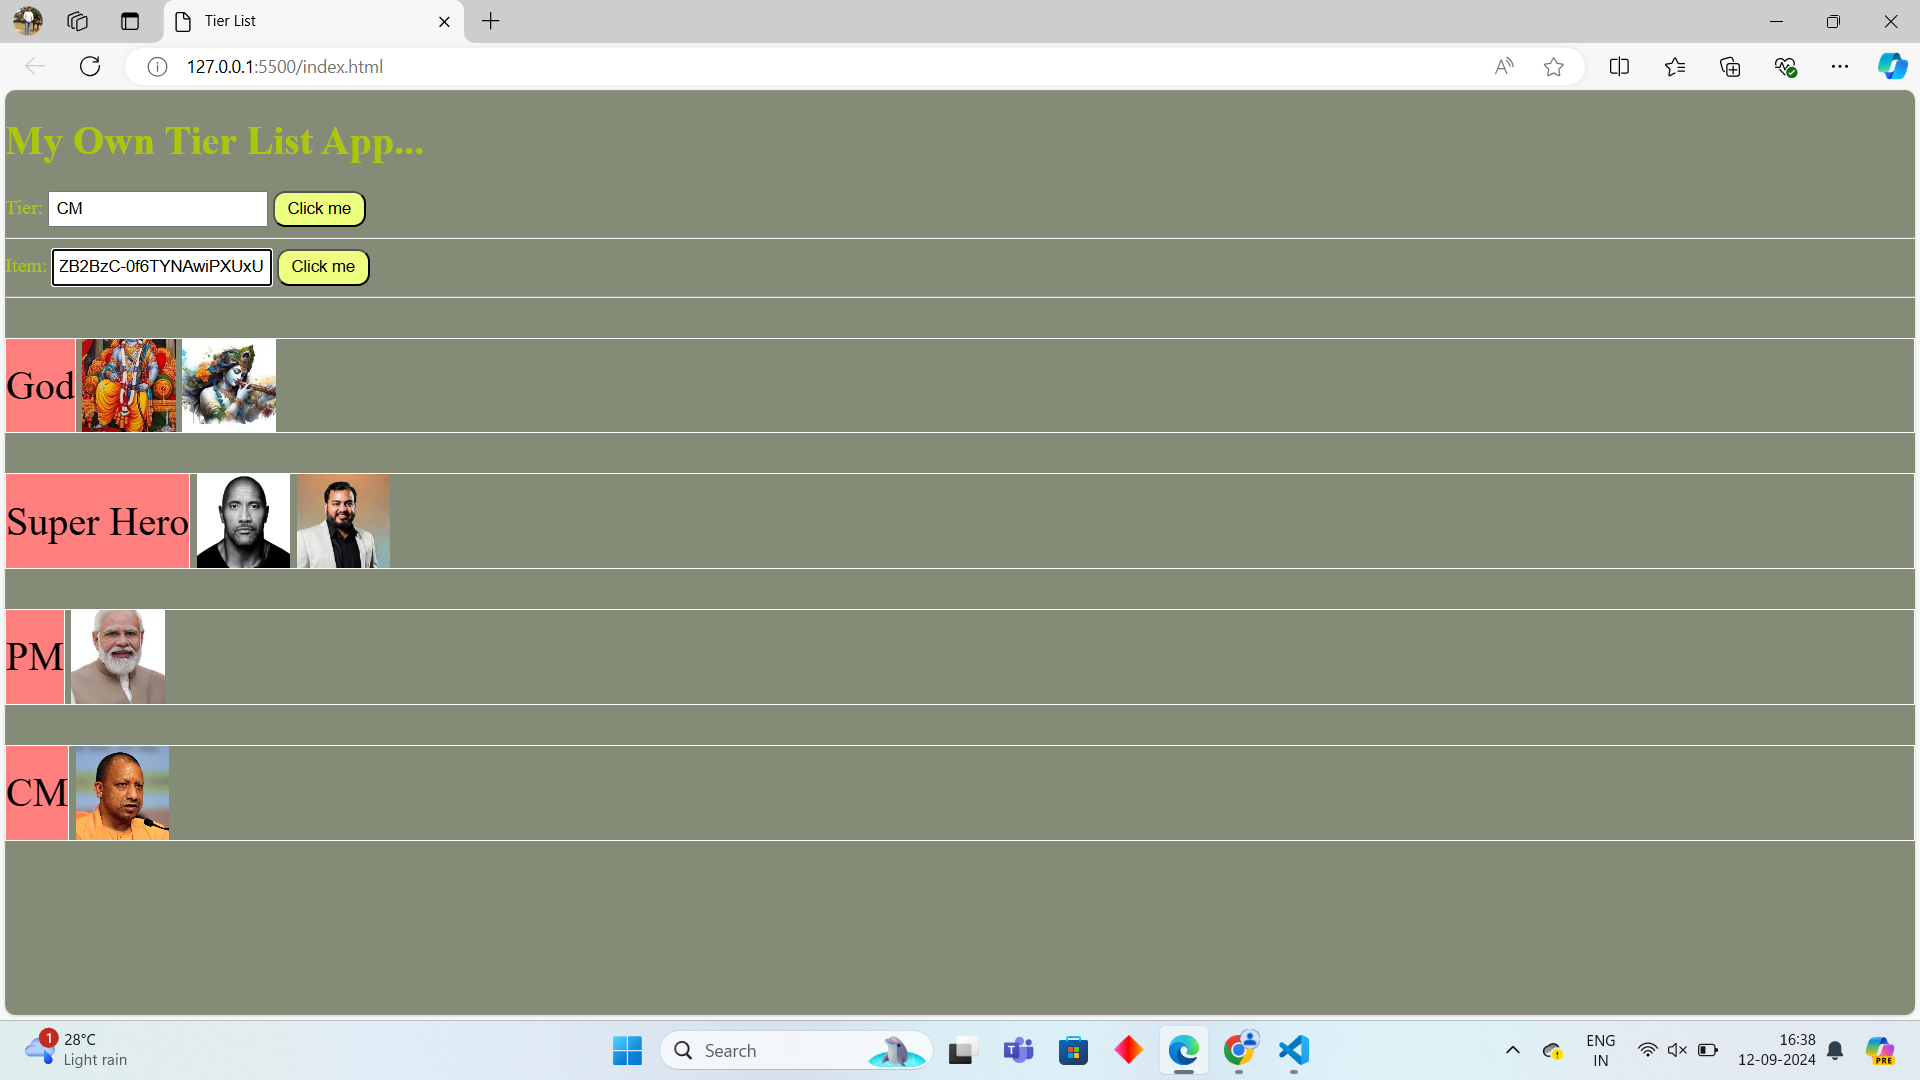 Tier List
127.0.0.1:5500/index.html
My Own Tier List App...
Tier: CM Click me
Item: ZB2BzC-0f6TYNAwiPXUxU Click me
God
Super Hero
PM
CM
1 28°C
Light rain
Search
ENG
IN
16:38
12-09-2024
PRE